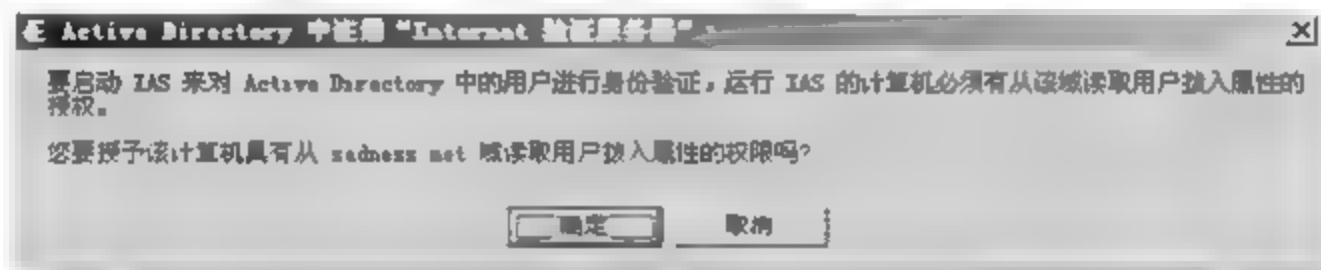 在 Active Directory 中注册 “Internet 验证服务器”
要启动 IAS 来对 Active Directory 中的用户进行身份验证，运行 IAS 的计算机必须有从该域读取用户拨入属性的
授权。
您要授予该计算机具有从 sadness net 域读取用户拨入属性的权限吗?
确定 取消